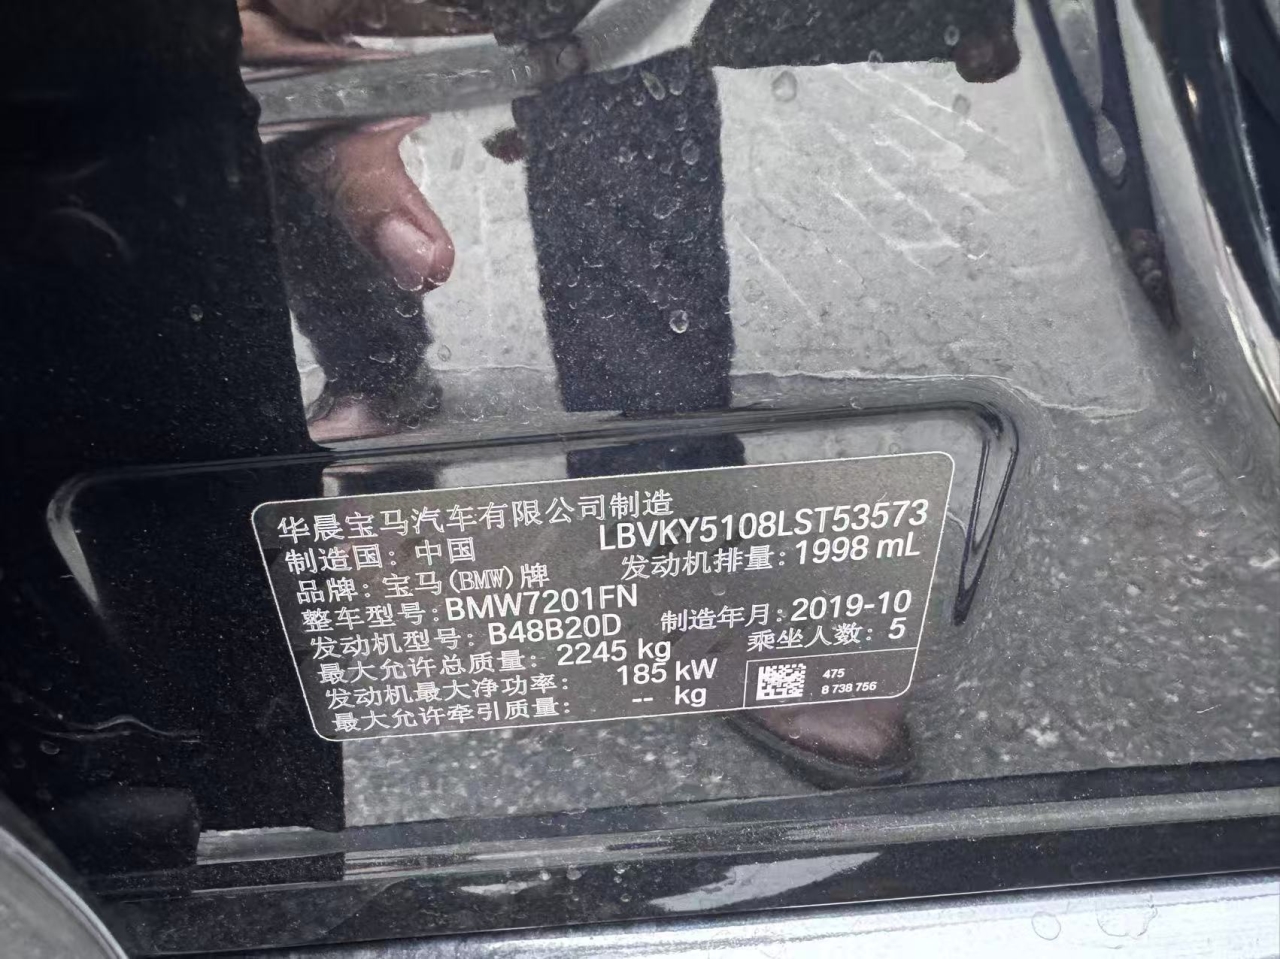 华晨宝马汽车有限公司制造
制造国: 中国 LBVKY5108LST53573
品牌: 宝马(BMW)牌 发动机排量: 1998 mL
整车型号: BMW7201FN
发动机型号: B48B20D 制造年月: 2019-10
最大允许总质量: 2245 kg 乘坐人数: 5
发动机最大净功率: 185 kW
最大允许牵引质量: -- kg
475
8 738 756